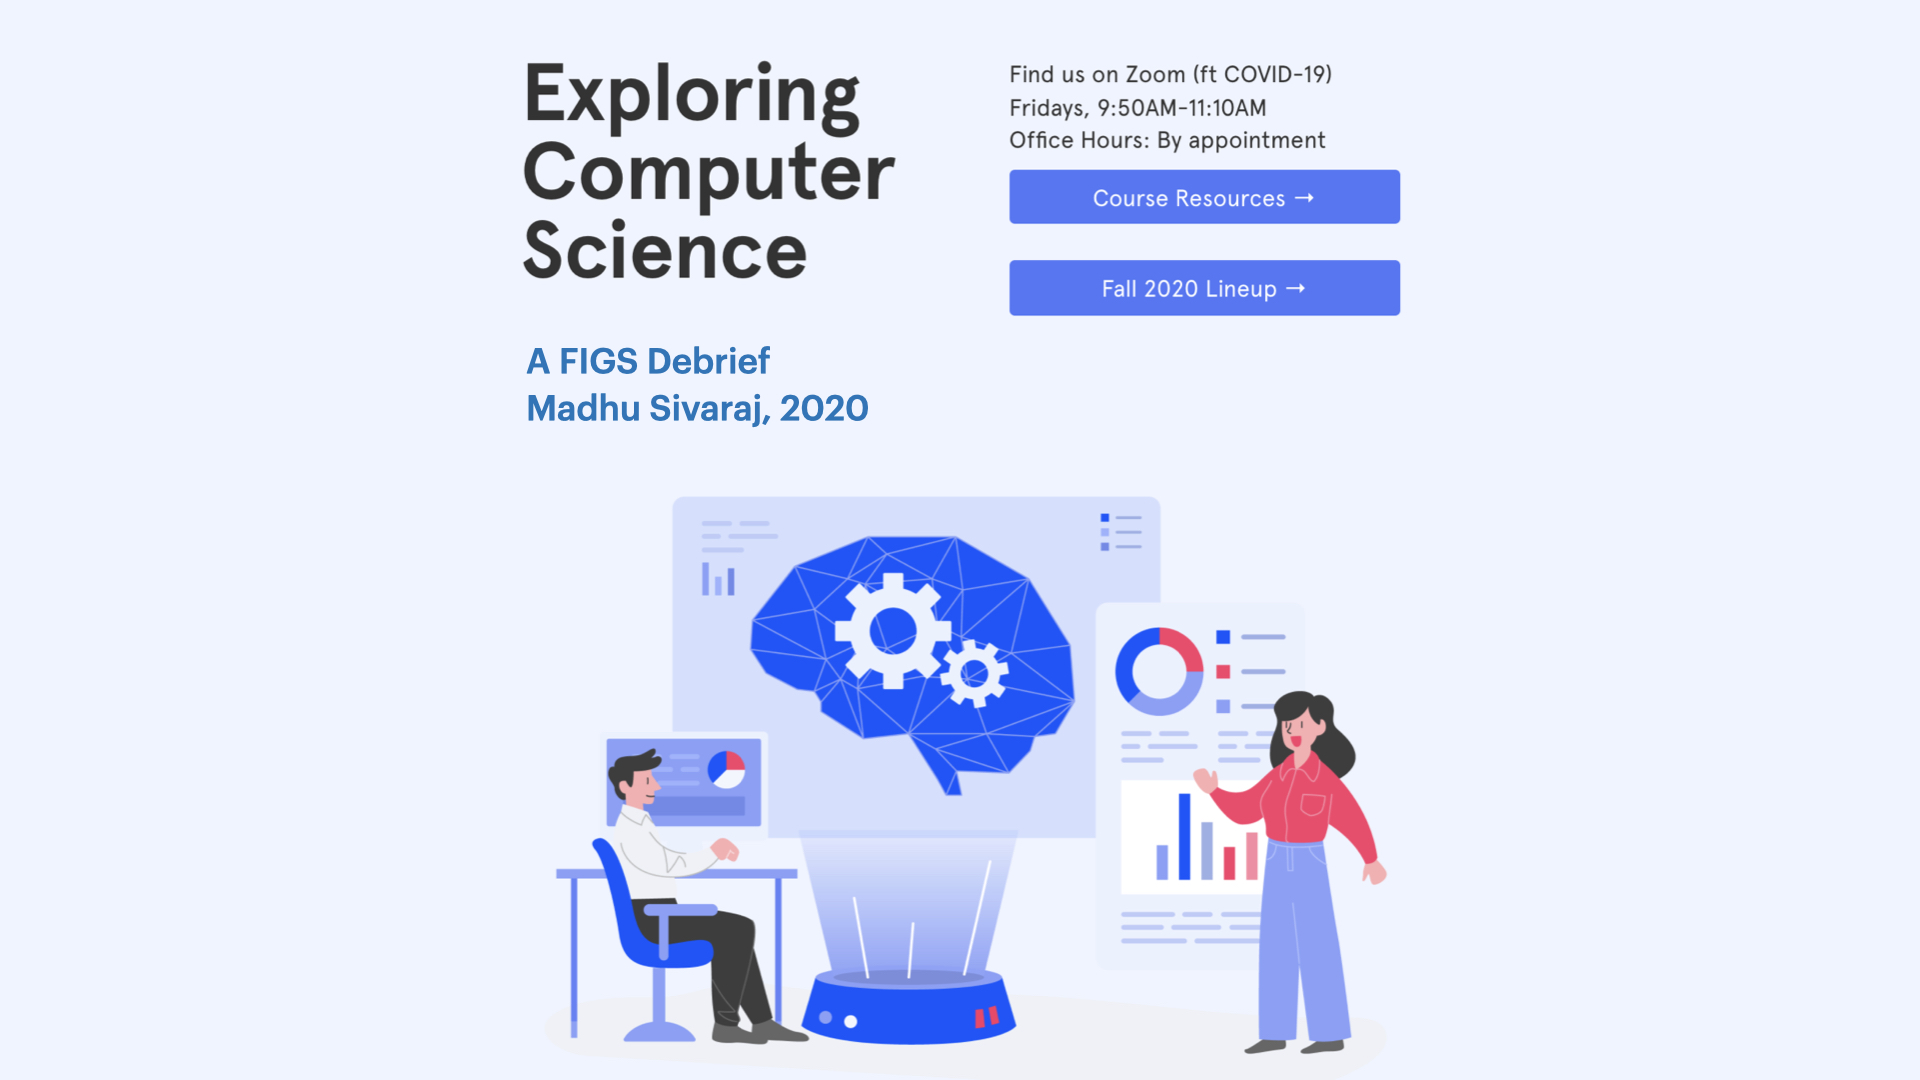 Exploring
Computer
Science
Find us on Zoom (ft COVID-19)
Fridays, 9:50AM-11:10AM
Office Hours: By appointment
Course Resources →
Fall 2020 Lineup →
A FIGS Debrief
Madhu Sivaraj, 2020